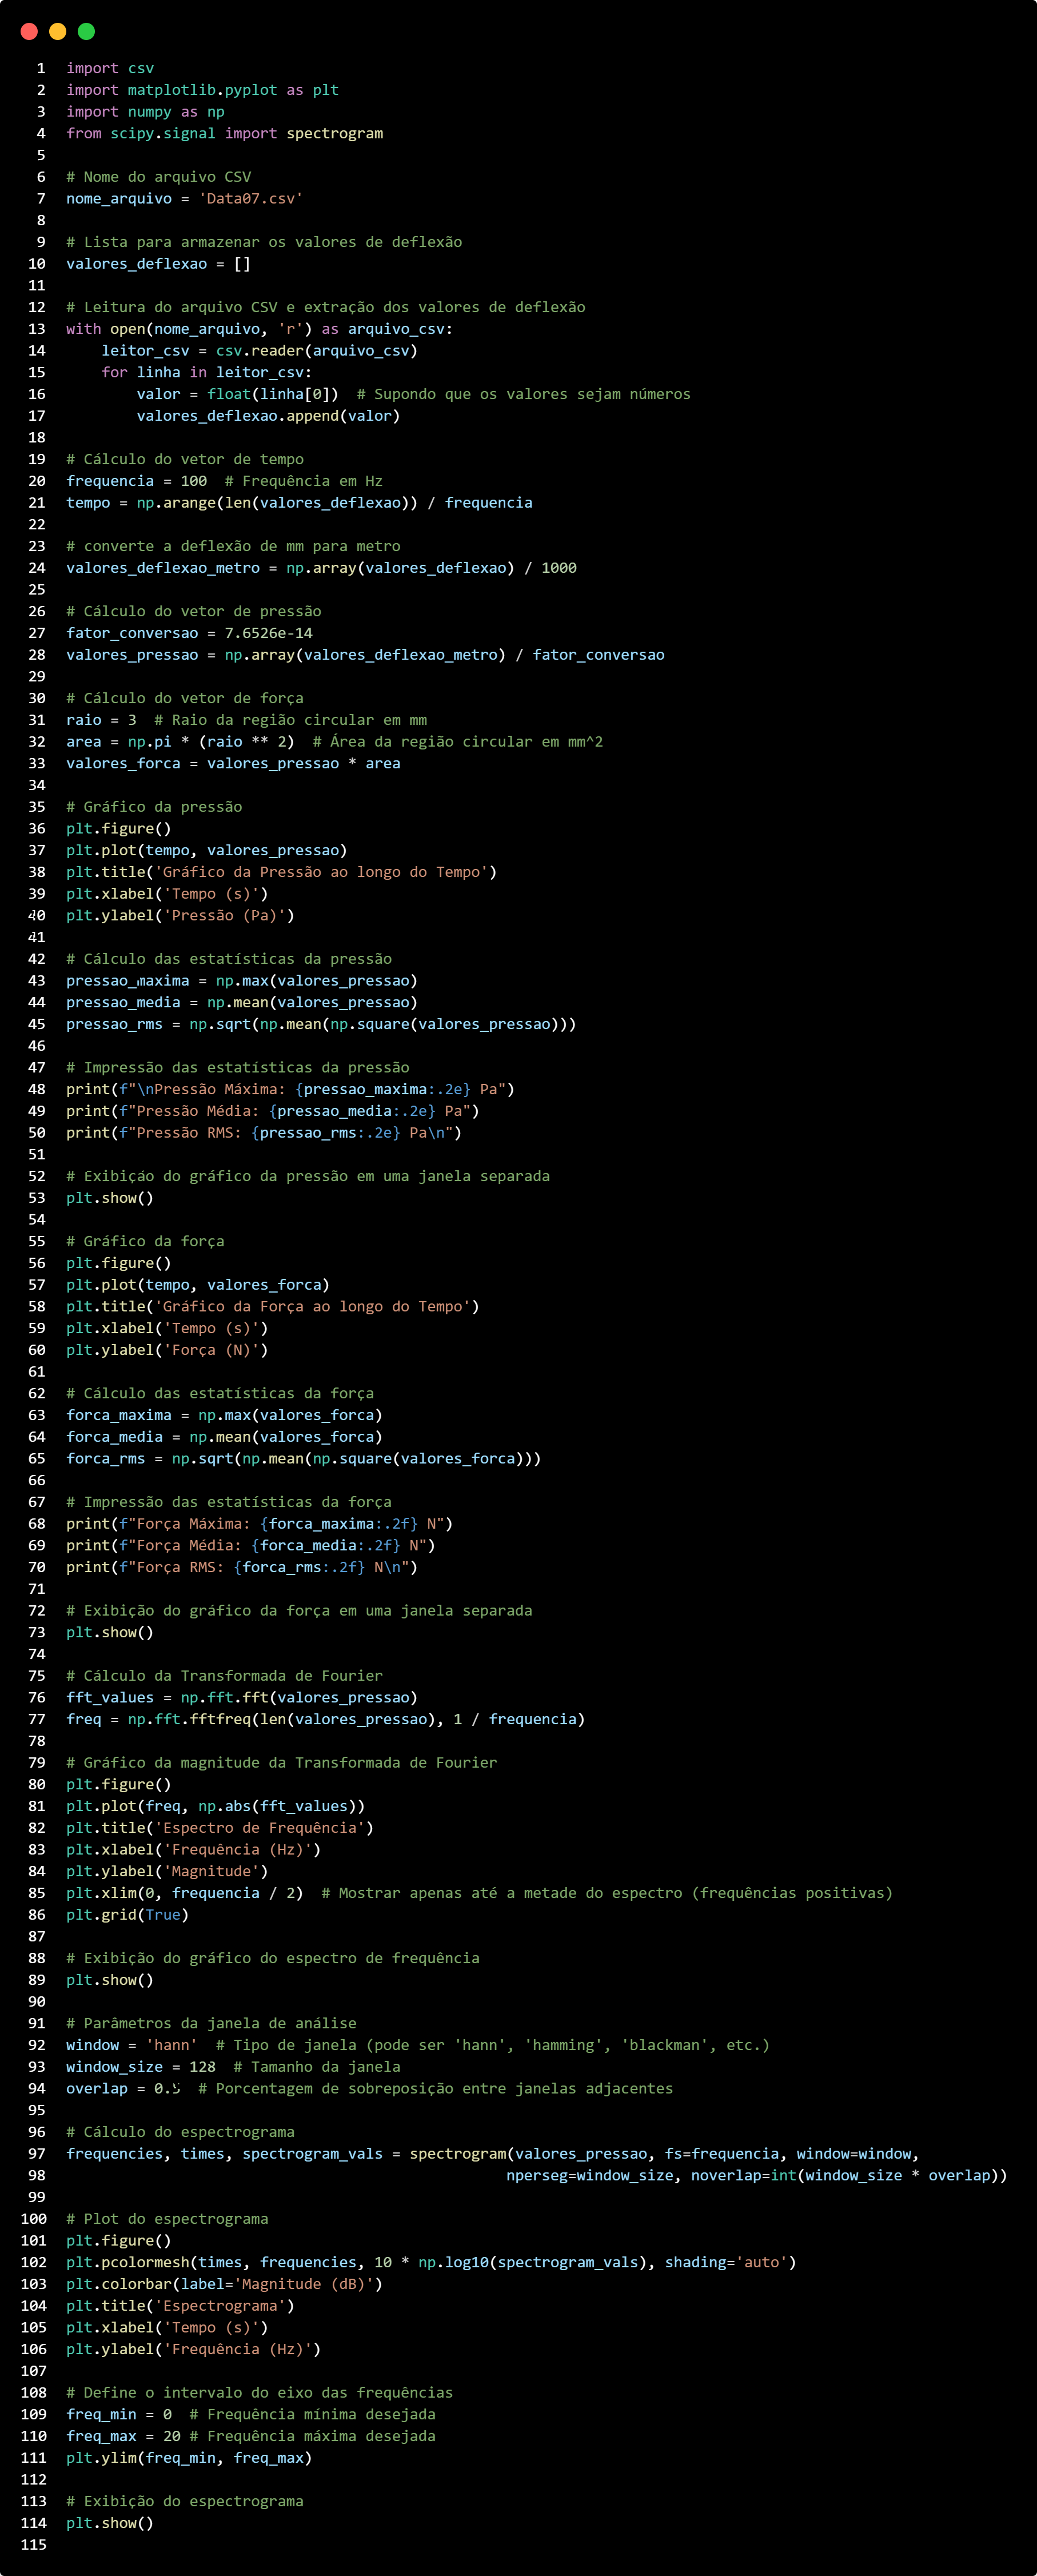 1 import csv
2 import matplotlib.pyplot as plt
3 import numpy as np
4 from scipy.signal import spectrogram
5
6 # Nome do arquivo CSV
7 nome_arquivo = 'Data07.csv'
8
9 # Lista para armazenar os valores de deflexão
10 valores_deflexao = []
11
12 # Leitura do arquivo CSV e extração dos valores de deflexão
13 with open(nome_arquivo, 'r') as arquivo_csv:
14     leitor_csv = csv.reader(arquivo_csv)
15     for linha in leitor_csv:
16         valor = float(linha[0])  # Supondo que os valores sejam números
17         valores_deflexao.append(valor)
18
19 # Cálculo do vetor de tempo
20 frequencia = 100  # Frequência em Hz
21 tempo = np.arange(len(valores_deflexao)) / frequencia
22
23 # converte a deflexão de mm para metro
24 valores_deflexao_metro = np.array(valores_deflexao) / 1000
25
26 # Cálculo do vetor de pressão
27 fator_conversao = 7.6526e-14
28 valores_pressao = np.array(valores_deflexao_metro) / fator_conversao
29
30 # Cálculo do vetor de força
31 raio = 3  # Raio da região circular em mm
32 area = np.pi * (raio ** 2)  # Área da região circular em mm^2
33 valores_forca = valores_pressao * area
34
35 # Gráfico da pressão
36 plt.figure()
37 plt.plot(tempo, valores_pressao)
38 plt.title('Gráfico da Pressão ao longo do Tempo')
39 plt.xlabel('Tempo (s)')
40 plt.ylabel('Pressão (Pa)')
41
42 # Cálculo das estatísticas da pressão
43 pressao_maxima = np.max(valores_pressao)
44 pressao_media = np.mean(valores_pressao)
45 pressao_rms = np.sqrt(np.mean(np.square(valores_pressao)))
46
47 # Impressão das estatísticas da pressão
48 print(f"\nPressão Máxima: {pressao_maxima:.2e} Pa")
49 print(f"Pressão Média: {pressao_media:.2e} Pa")
50 print(f"Pressão RMS: {pressao_rms:.2e} Pa\n")
51
52 # Exibição do gráfico da pressão em uma janela separada
53 plt.show()
54
55 # Gráfico da força
56 plt.figure()
57 plt.plot(tempo, valores_forca)
58 plt.title('Gráfico da Força ao longo do Tempo')
59 plt.xlabel('Tempo (s)')
60 plt.ylabel('Força (N)')
61
62 # Cálculo das estatísticas da força
63 forca_maxima = np.max(valores_forca)
64 forca_media = np.mean(valores_forca)
65 forca_rms = np.sqrt(np.mean(np.square(valores_forca)))
66
67 # Impressão das estatísticas da força
68 print(f"Força Máxima: {forca_maxima:.2f} N")
69 print(f"Força Média: {forca_media:.2f} N")
70 print(f"Força RMS: {forca_rms:.2f} N\n")
71
72 # Exibição do gráfico da força em uma janela separada
73 plt.show()
74
75 # Cálculo da Transformada de Fourier
76 fft_values = np.fft.fft(valores_pressao)
77 freq = np.fft.fftfreq(len(valores_pressao), 1 / frequencia)
78
79 # Gráfico da magnitude da Transformada de Fourier
80 plt.figure()
81 plt.plot(freq, np.abs(fft_values))
82 plt.title('Espectro de Frequência')
83 plt.xlabel('Frequência (Hz)')
84 plt.ylabel('Magnitude')
85 plt.xlim(0, frequencia / 2)  # Mostrar apenas até a metade do espectro (frequências positivas)
86 plt.grid(True)
87
88 # Exibição do gráfico do espectro de frequência
89 plt.show()
90
91 # Parâmetros da janela de análise
92 window = 'hann'  # Tipo de janela (pode ser 'hann', 'hamming', 'blackman', etc.)
93 window_size = 128  # Tamanho da janela
94 overlap = 0.5  # Porcentagem de sobreposição entre janelas adjacentes
95
96 # Cálculo do espectrograma
97 frequencies, times, spectrogram_vals = spectrogram(valores_pressao, fs=frequencia, window=window,
98                                                   nperseg=window_size, noverlap=int(window_size * overlap))
99
100 # Plot do espectrograma
101 plt.figure()
102 plt.pcolormesh(times, frequencies, 10 * np.log10(spectrogram_vals), shading='auto')
103 plt.colorbar(label='Magnitude (dB)')
104 plt.title('Espectrograma')
105 plt.xlabel('Tempo (s)')
106 plt.ylabel('Frequência (Hz)')
107
108 # Define o intervalo do eixo das frequências
109 freq_min = 0  # Frequência mínima desejada
110 freq_max = 20 # Frequência máxima desejada
111 plt.ylim(freq_min, freq_max)
112
113 # Exibição do espectrograma
114 plt.show()
115